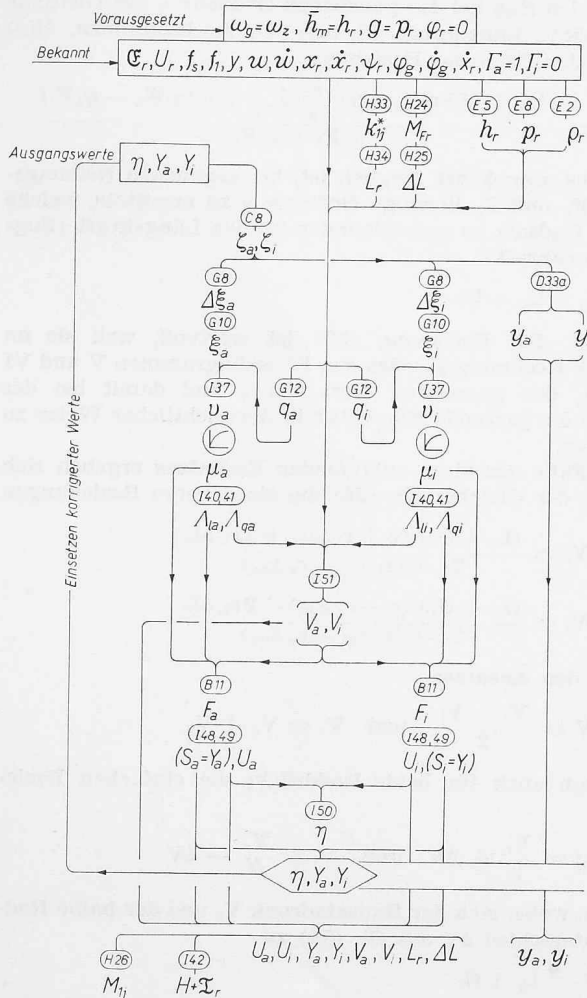 Vorausgesetzt
ω_g=ω_z, h̄_m=h_r, g=p_r, φ_r=0
Bekannt
𝔈_r, U_r, f_s, f_1, y, w, ẇ, x_r, ẋ_r, ψ_r, φ_g, φ̇_g, ẋ_r, Γ_a=1, Γ_i=0
H33 H24 E5 E8 E2
k*_1j M_Fr h_r p_r ρ_r
H34 H25
L_r ΔL
Ausgangswerte
η, Y_a, Y_i
C8
ζ_a, ζ_i
G8 G8 D33a
Δξ_a Δξ_i
G10 G10
ξ_a ξ_i y_a y
I37 G12 G12 I37
υ_a q_a q_i υ_i
μ_a μ_i
I40,41 I40,41
Λ_la, Λ_qa Λ_li, Λ_qi
Einsetzen korrigierter Werte
I51
V_a, V_i
B11 B11
F_a F_i
I48,49 I48,49
(S_a=Y_a), U_a U_i, (S_i=Y_i)
I50
η
η, Y_a, Y_i
U_a, U_i, Y_a, Y_i, V_a, V_i, L_r, ΔL y_a, y_i
H26 I42
M_1j H+𝔗_r